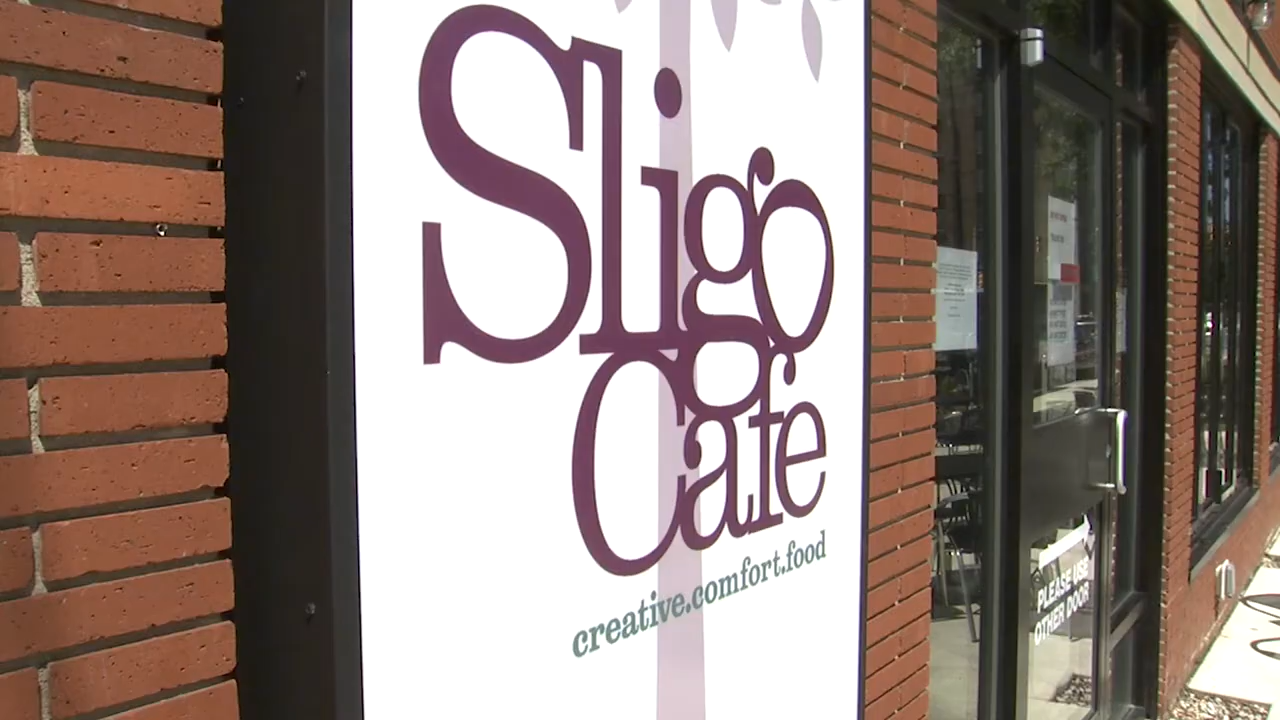 Sligo
Cafe
creative.comfort.food
PLEASE USE
OTHER DOOR